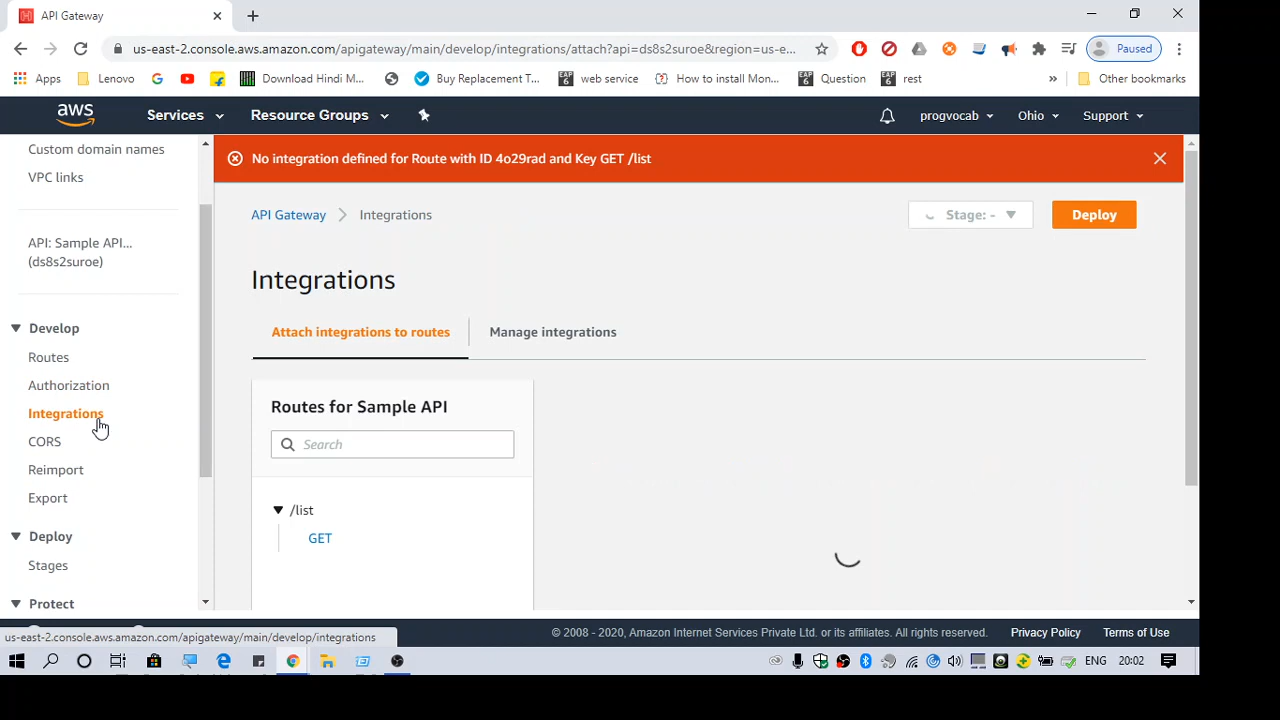 API Gateway
us-east-2.console.aws.amazon.com/apigateway/main/develop/integrations/attach?api=ds8s2suroe&region=us-e...
Paused
Apps
Lenovo
Download Hindi M...
Buy Replacement T...
web service
How to Install Mon...
Question
rest
»
Other bookmarks
aws
Services
Resource Groups
progvocab
Ohio
Support
Custom domain names
VPC links
API: Sample API...
(ds8s2suroe)
Develop
Routes
Authorization
Integrations
CORS
Reimport
Export
Deploy
Stages
Protect
No integration defined for Route with ID 4o29rad and Key GET /list
API Gateway
Integrations
Stage: -
Deploy
Integrations
Attach integrations to routes
Manage integrations
Routes for Sample API
Search
/list
GET
us-east-2.console.aws.amazon.com/apigateway/main/develop/integrations
© 2008 - 2020, Amazon Internet Services Private Ltd. or its affiliates. All rights reserved.
Privacy Policy
Terms of Use
ENG
20:02